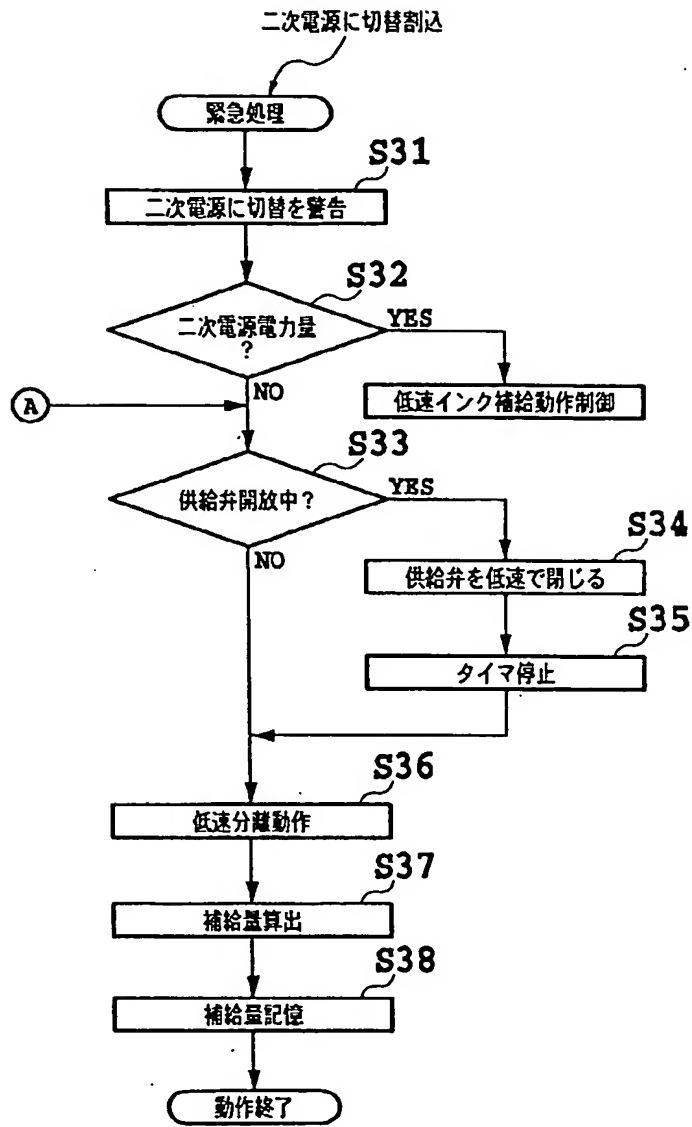 二次電源に切替割込
緊急処理
S31
二次電源に切替を警告
S32
二次電源電力量
?
YES
NO
低速インク補給動作制御
A
S33
供給弁開放中?
YES
NO
S34
供給弁を低速で閉じる
S35
タイマ停止
S36
低速分離動作
S37
補給量算出
S38
補給量記憶
動作終了